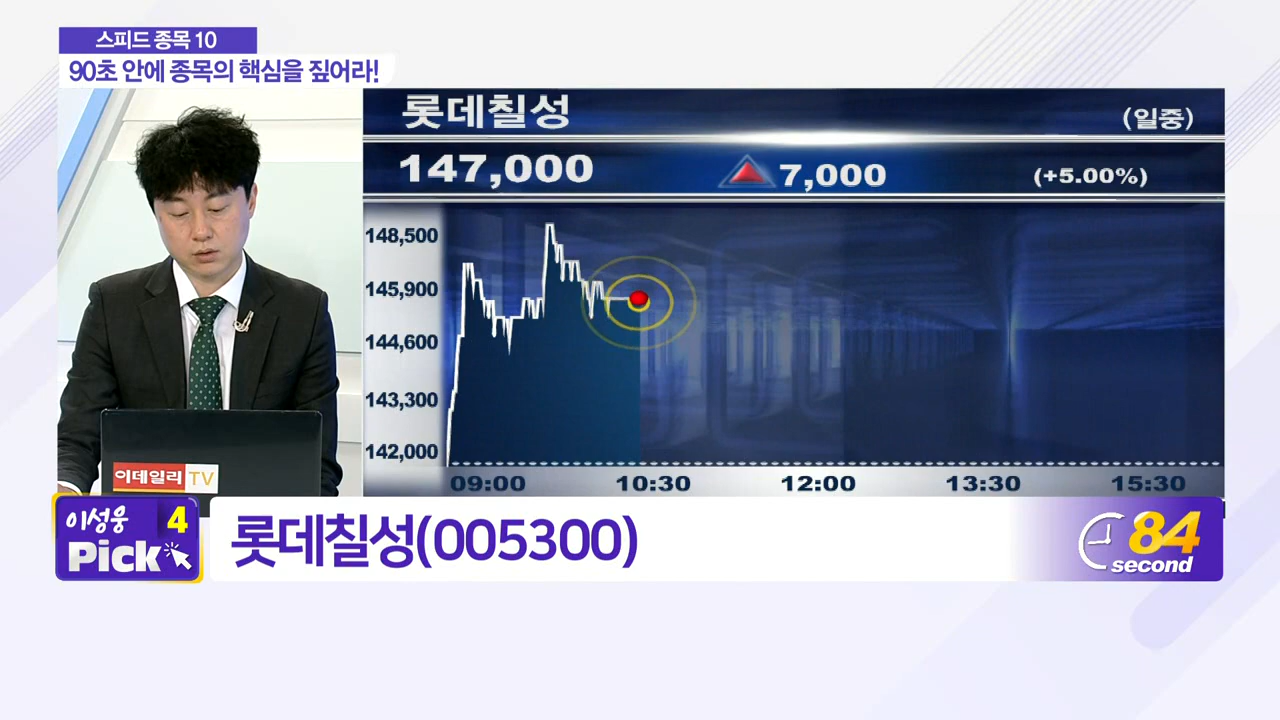 스피드 종목 10
90초 안에 종목의 핵심을 짚어라!
롯데칠성
(일중)
147,000
7,000
(+5.00%)
148,500
145,900
144,600
143,300
142,000
09:00
10:30
12:00
13:30
15:30
이데일리TV
이성웅
4
Pick
롯데칠성(005300)
84
second